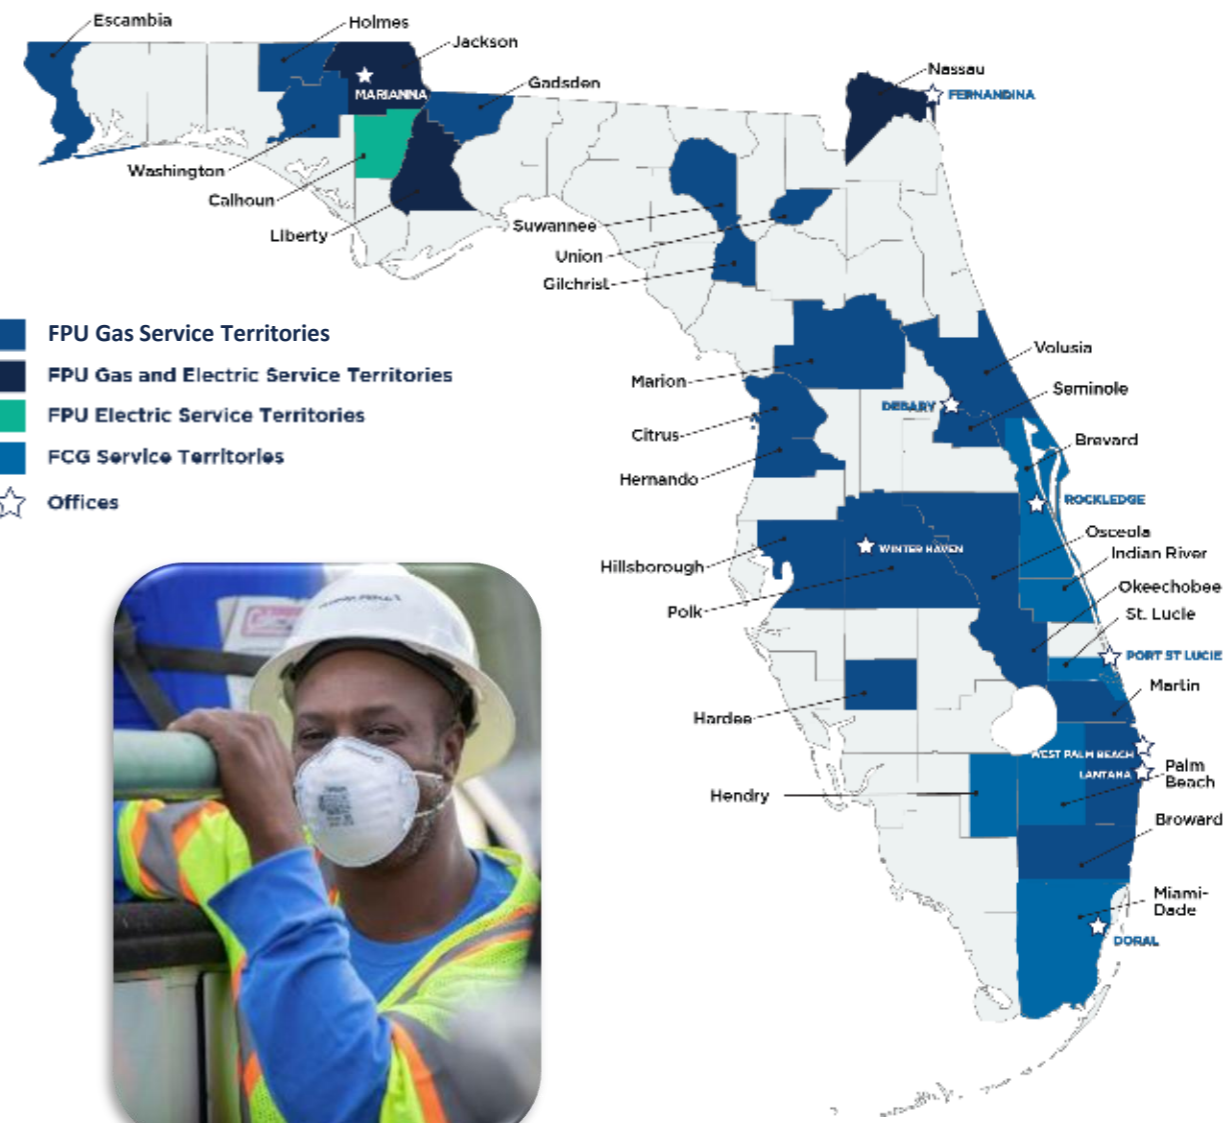 Escambia
Holmes
Jackson
Gadsden
Nassau
FERNANDINA
MARIANNA
Washington
Calhoun
Liberty
Suwannee
Union
Gilchrist
FPU Gas Service Territories
FPU Gas and Electric Service Territories
FPU Electric Service Territories
FCG Service Territories
Offices
Marion
Citrus
Hernando
Volusia
Seminole
DEBARY
Brevard
ROCKLEDGE
Osceola
Indian River
Okeechobee
St. Lucie
PORT ST LUCIE
Martin
Hillsborough
WINTER HAVEN
Polk
Hardee
WEST PALM BEACH
LANTANA
Palm
Beach
Hendry
Broward
Miami-
Dade
DORAL